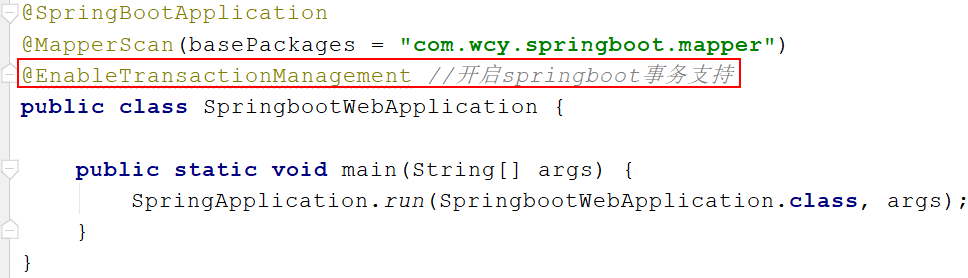 @SpringBootApplication
@MapperScan(basePackages = "com.wcy.springboot.mapper")
@EnableTransactionManagement //开启springboot事务支持
public class SpringbootWebApplication {
public static void main(String[] args) {
SpringApplication.run(SpringbootWebApplication.class, args);
}
}